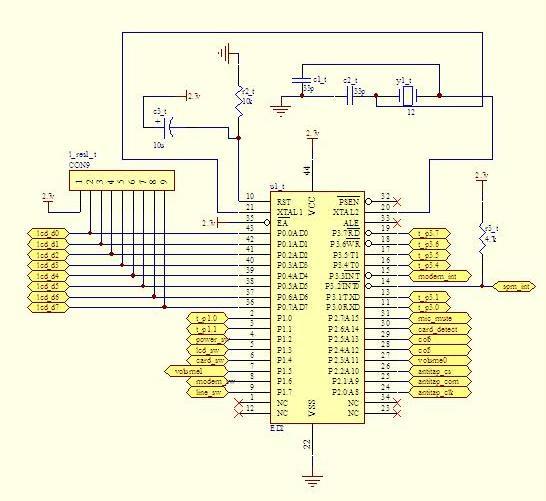 r2_t
10k
2.7v
c3_t
+
10u
c1_t
33p
c2_t
33p
y1_t
12
2.7v
44
t_res1_t
CON9
1 2 3 4 5 6 7 8 9
2.7v
2.7v
r3_t
4.7k
u1_t
VCC
10 RST PSEN 32
21 XTAL1 XTAL2 20
2.7v 35 EA ALE 33
lcd_d0 43 P0.0AD0 P3.7RD 19 t_p3.7
lcd_d1 42 P0.1AD1 P3.6WR 18 t_p3.6
lcd_d2 41 P0.2AD2 P3.5T1 17 t_p3.5
lcd_d3 40 P0.3AD3 P3.4T0 16 t_p3.4
lcd_d4 39 P0.4AD4 P3.3INT 15 modem_int
lcd_d5 38 P0.5AD5 P3.2INT0 14 spm_int
lcd_d6 37 P0.6AD6 P3.1TXD 13 t_p3.1
lcd_d7 36 P0.7AD7 P3.0RXD 11 t_p3.0
t_p1.0 2 P1.0 P2.7A15 31 mic_mute
t_p1.1 3 P1.1 P2.6A14 30 card_detect
power_sw 4 P1.2 P2.5A13 29
lcd_sw 5 P1.3 P2.4A12 28
card_sw 6 P1.4 P2.3A11 27 volume0
volume1 7 P1.5 P2.2A10 26 antitap_cs
modem_sw 8 P1.6 P2.1A9 25 antitap_com
line_sw 9 P1.7 P2.0A8 24 antitap_clk
1 NC NC 34
12 NC NC 23
VSS
22